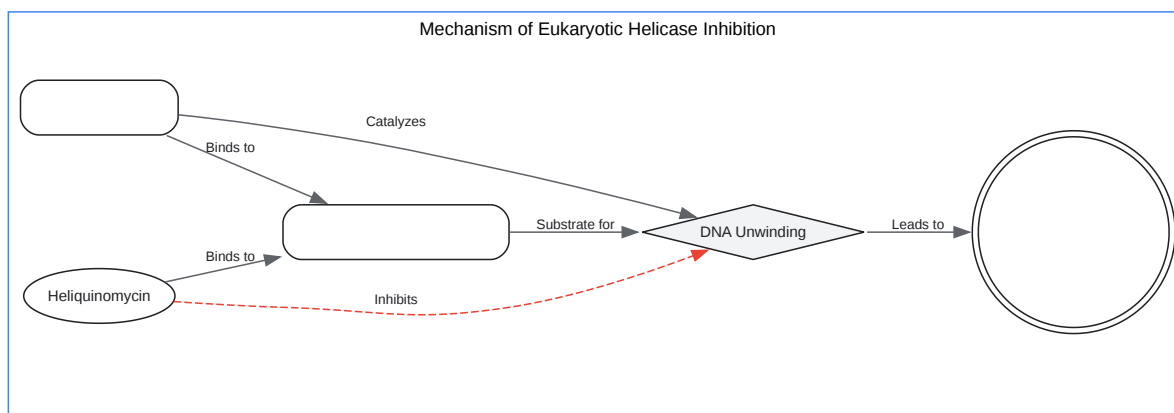 Mechanism of Eukaryotic Helicase Inhibition
Catalyzes
Binds to
Substrate for
DNA Unwinding
Leads to
Binds to
Heliquinomycin
Inhibits